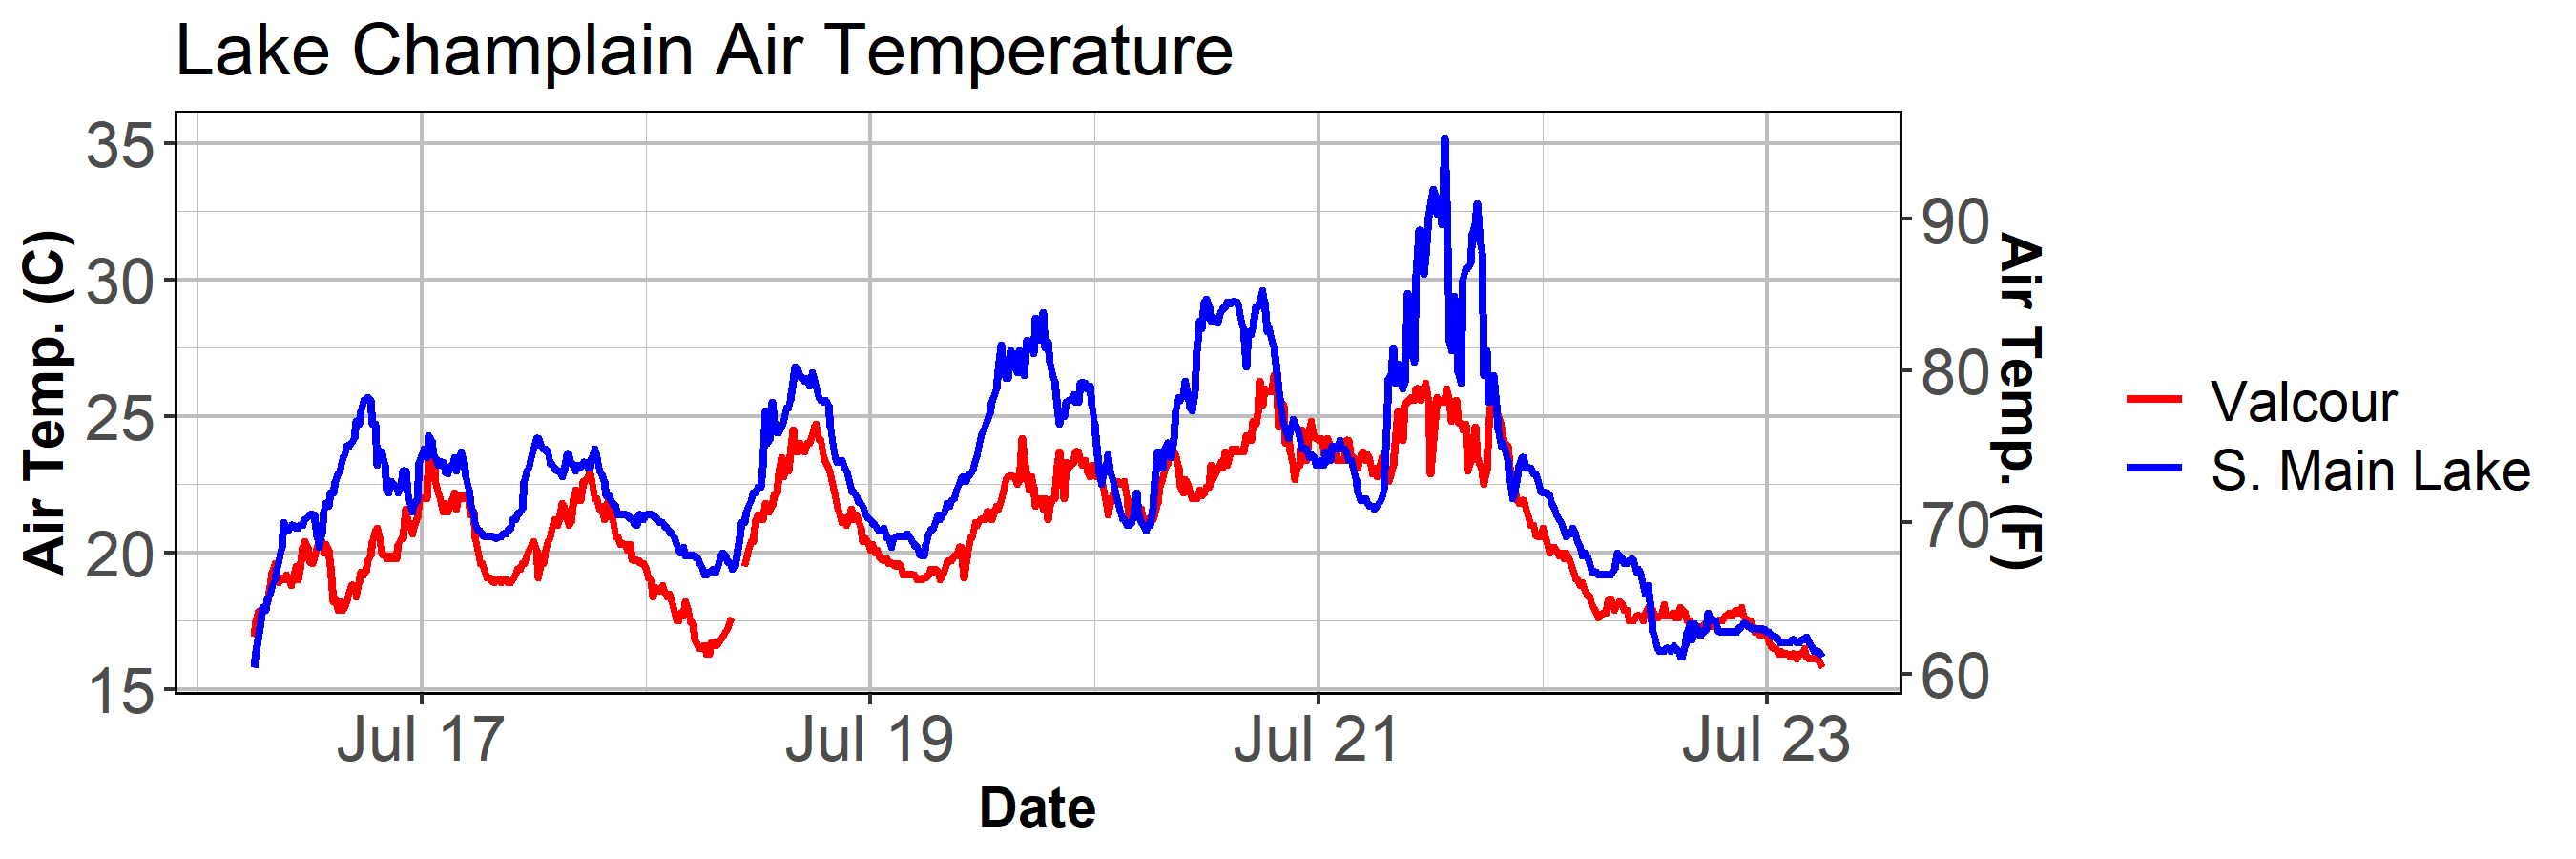 Lake Champlain Air Temperature
Air Temp. (C)
35
30
25
20
15
90
80
70
60
Air Temp. (F)
Jul 17
Jul 19
Jul 21
Jul 23
Date
Valcour
S. Main Lake